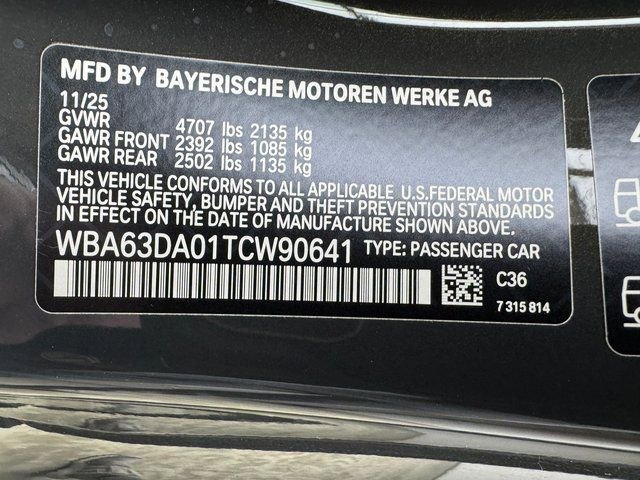 MFD BY BAYERISCHE MOTOREN WERKE AG
11/25
GVWR 4707 lbs 2135 kg
GAWR FRONT 2392 lbs 1085 kg
GAWR REAR 2502 lbs 1135 kg
THIS VEHICLE CONFORMS TO ALL APPLICABLE U.S.FEDERAL MOTOR
VEHICLE SAFETY, BUMPER AND THEFT PREVENTION STANDARDS
IN EFFECT ON THE DATE OF MANUFACTURE SHOWN ABOVE.
WBA63DA01TCW90641 TYPE: PASSENGER CAR
C36
7 315 814